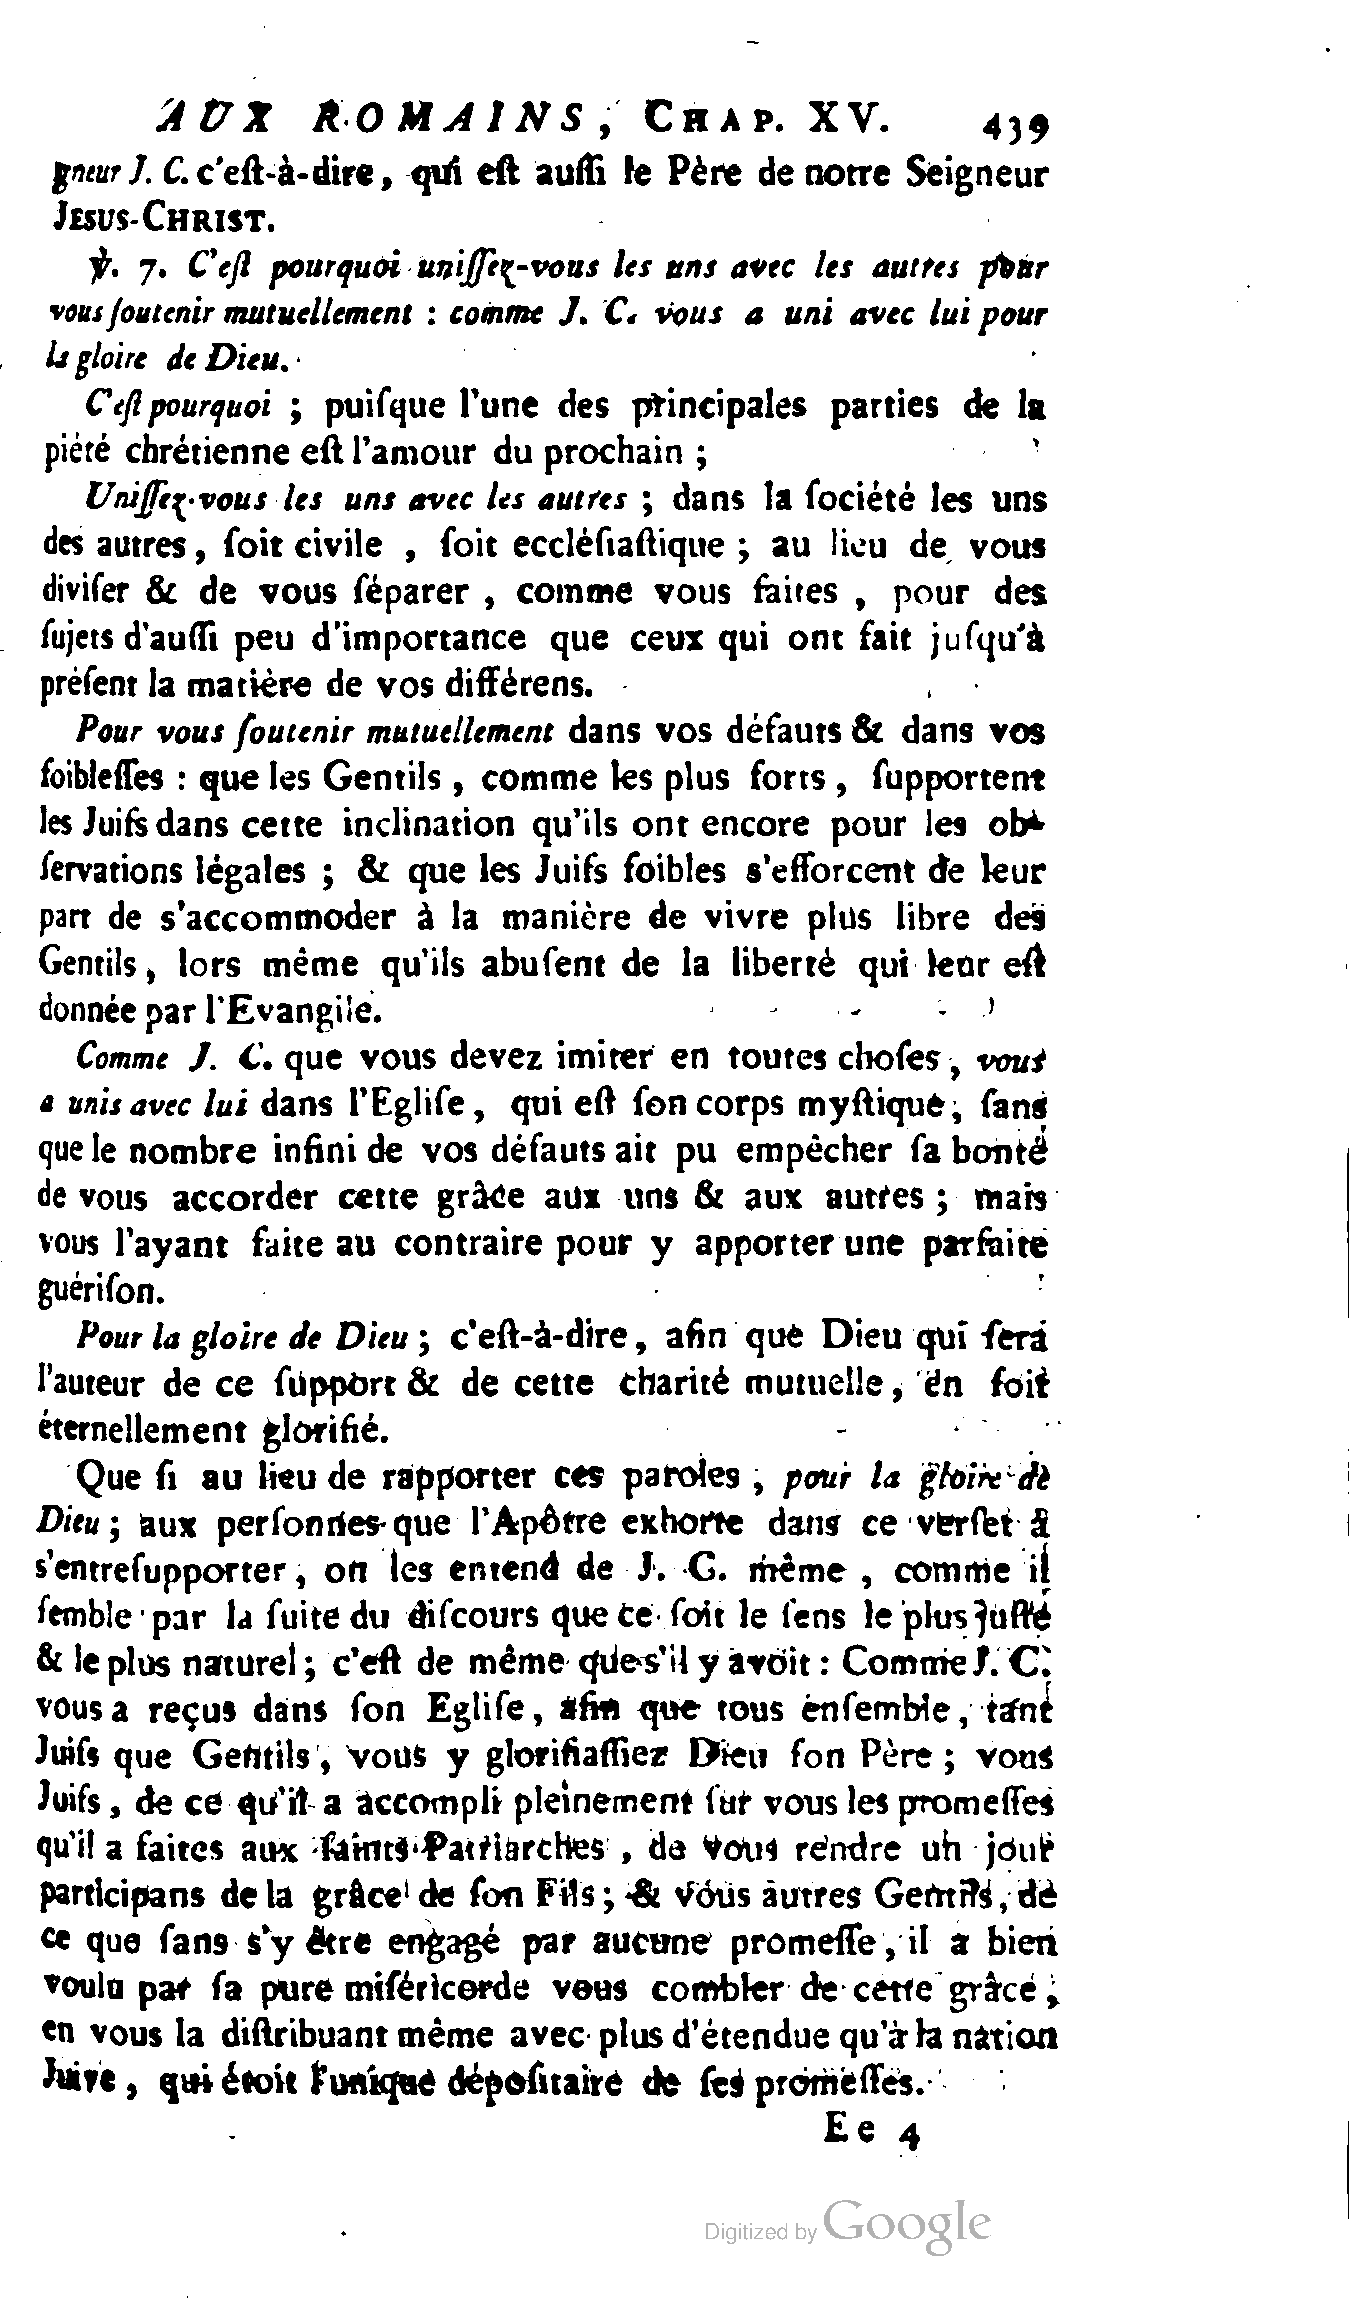 AUX ROMAINS, CHAP. XV. 439
gneur J. C. c'eſt-à-dire, qui eſt auſſi le Père de notre Seigneur
JESUS-CHRIST.
℣. 7. C'eſt pourquoi uniſſez-vous les uns avec les autres pour
vous ſoutenir mutuellement : comme J. C. vous a uni avec lui pour
la gloire de Dieu.
C'eſt pourquoi ; puiſque l'une des principales parties de la
piété chrétienne eſt l'amour du prochain ;
Uniſſez-vous les uns avec les autres ; dans la ſociété les uns
des autres, ſoit civile , ſoit eccléſiaſtique ; au lieu de vous
diviſer & de vous ſéparer , comme vous faites , pour des
ſujets d'auſſi peu d'importance que ceux qui ont fait juſqu'à
préſent la matière de vos différens.
Pour vous ſoutenir mutuellement dans vos défauts & dans vos
foibleſſes : que les Gentils , comme les plus forts , ſupportent
les Juifs dans cette inclination qu'ils ont encore pour les ob-
ſervations légales ; & que les Juifs foibles s'efforcent de leur
part de s'accommoder à la manière de vivre plus libre des
Gentils, lors même qu'ils abuſent de la liberté qui leur eſt
donnée par l'Evangile.
Comme J. C. que vous devez imiter en toutes choſes, vous
a unis avec lui dans l'Egliſe, qui eſt ſon corps myſtique, ſans
que le nombre infini de vos défauts ait pu empêcher ſa bonté
de vous accorder cette grâce aux uns & aux autres ; mais
vous l'ayant faite au contraire pour y apporter une parfaite
guériſon.
Pour la gloire de Dieu ; c'eſt-à-dire, afin que Dieu qui ſera
l'auteur de ce ſupport & de cette charité mutuelle, en ſoit
éternellement glorifié.
Que ſi au lieu de rapporter ces paroles , pour la gloire de
Dieu ; aux perſonnes que l'Apôtre exhorte dans ce verſet à
s'entreſupporter, on les entend de J. C. même , comme il
ſemble par la ſuite du diſcours que ce ſoit le ſens le plus juſte
& le plus naturel ; c'eſt de même que s'il y avoit : Comme J. C.
vous a reçus dans ſon Egliſe, afin que tous enſemble, tant
Juifs que Gentils, vous y glorifiaſſiez Dieu ſon Père ; vous
Juifs, de ce qu'il a accompli pleinement ſur vous les promeſſes
qu'il a faites aux ſaints Patriarches , de vous rendre un jour
participans de la grâce de ſon Fils ; & vous autres Gentils, de
ce que ſans s'y être engagé par aucune promeſſe, il a bien
voulu par ſa pure miſéricorde vous combler de cette grâce,
en vous la diſtribuant même avec plus d'étendue qu'à la nation
Juive, qui étoit l'unique dépoſitaire de ſes promeſſes.
Ee 4
Digitized by Google